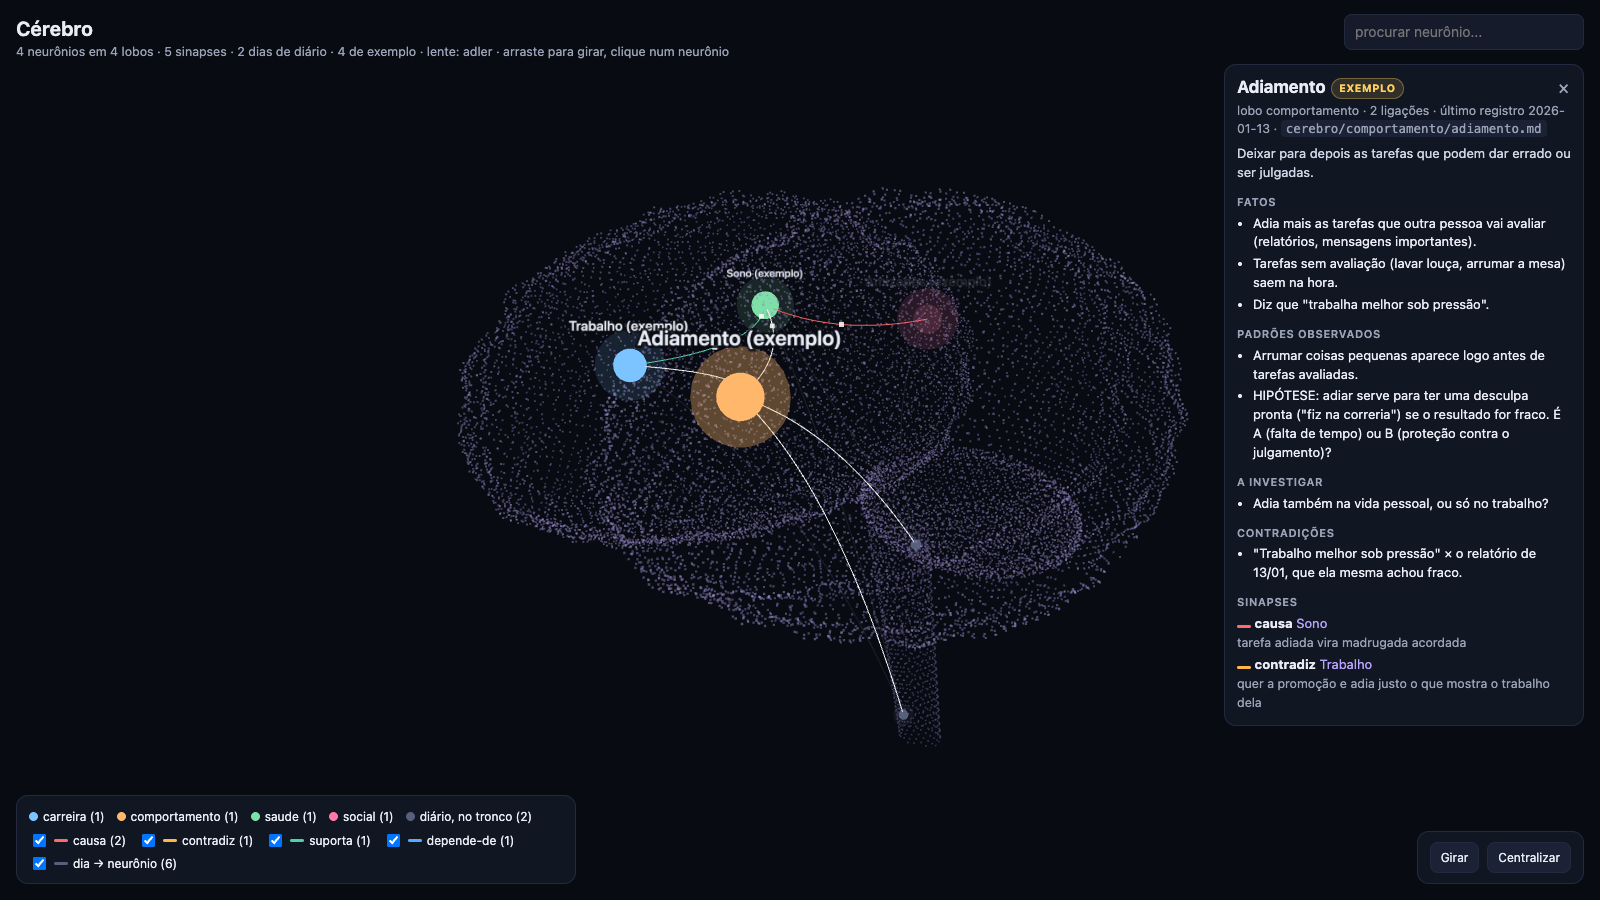 Cérebro
4 neurônios em 4 lobos · 5 sinapses · 2 dias de diário · 4 de exemplo · lente: adler · arraste para girar, clique num neurônio
procurar neurônio...
Sono (exemplo)
Trabalho (exemplo)
Adiamento (exemplo)
Adiamento EXEMPLO ×
lobo comportamento · 2 ligações · último registro 2026-
01-13 · cerebro/comportamento/adiamento.md
Deixar para depois as tarefas que podem dar errado ou
ser julgadas.
FATOS
• Adia mais as tarefas que outra pessoa vai avaliar
(relatórios, mensagens importantes).
• Tarefas sem avaliação (lavar louça, arrumar a mesa)
saem na hora.
• Diz que "trabalha melhor sob pressão".
PADRÕES OBSERVADOS
• Arrumar coisas pequenas aparece logo antes de
tarefas avaliadas.
• HIPÓTESE: adiar serve para ter uma desculpa
pronta ("fiz na correria") se o resultado for fraco. É
A (falta de tempo) ou B (proteção contra o
julgamento)?
A INVESTIGAR
• Adia também na vida pessoal, ou só no trabalho?
CONTRADIÇÕES
• "Trabalho melhor sob pressão" × o relatório de
13/01, que ela mesma achou fraco.
SINAPSES
causa Sono
tarefa adiada vira madrugada acordada
contradiz Trabalho
quer a promoção e adia justo o que mostra o trabalho
dela
carreira (1) comportamento (1) saude (1) social (1) diário, no tronco (2)
causa (2) contradiz (1) suporta (1) depende-de (1)
dia → neurônio (6)
Girar Centralizar